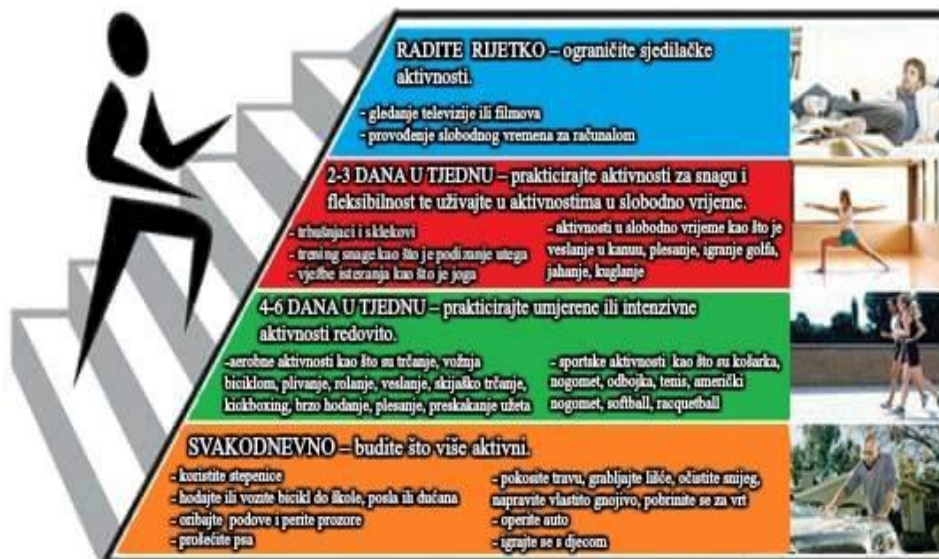 RADITE RIJETKO – ograničite sjedilačke
aktivnosti.
- gledanje televizije ili filmova
- provođenje slobodnog vremena za računalom
2-3 DANA U TJEDNU – prakticirajte aktivnosti za snagu i
fleksibilnost te uživajte u aktivnostima u slobodno vrijeme.
- trbušnjaci i sklekovi
- trening snage kao što je podizanje utega
- vježbe istezanja kao što je joga
- aktivnosti u slobodno vrijeme kao što je
veslanje u kanuu, plesanje, igranje golfa,
jahanje, kuglanje
4-6 DANA U TJEDNU – prakticirajte umjerene ili intenzivne
aktivnosti redovito.
-aerobne aktivnosti kao što su trčanje, vožnja
biciklom, plivanje, rolanje, veslanje, skijaško trčanje,
kickboxing, brzo hodanje, plesanje, preskakanje užeta
- sportske aktivnosti kao što su košarka,
nogomet, odbojka, tenis, američki
nogomet, softball, racquetball
SVAKODNEVNO – budite što više aktivni.
- koristite stepenice
- hodajte ili vozite bicikl do škole, posla ili dućana
- oribajte podove i perite prozore
- prošećite psa
- pokosite travu, grabljajte lišće, očistite snijeg,
napravite vlastito gnojivo, pobrinite se za vrt
- operite auto
- igrajte se s djecom